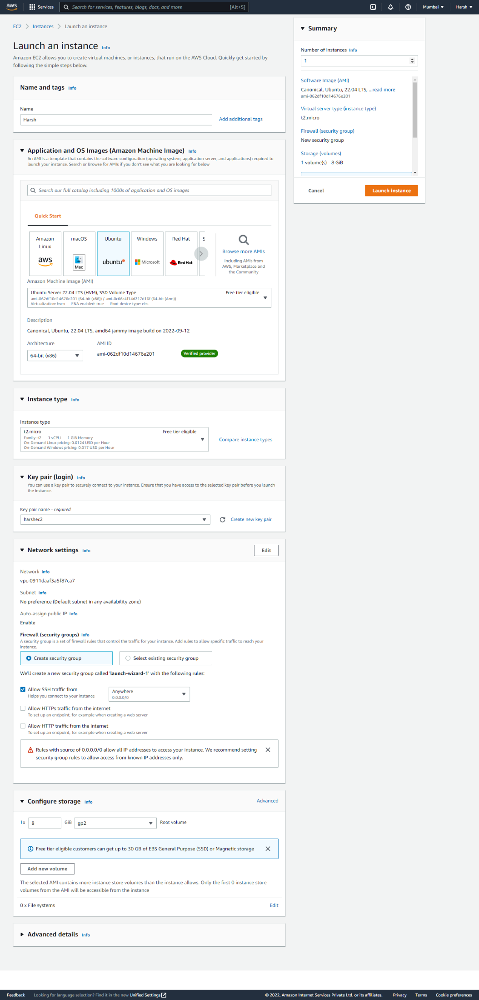 aws
Services
Search for services, features, blogs, docs, and more
[Alt+S]
Mumbai
Harsh
EC2
Instances
Launch an instance
Launch an instance Info
Amazon EC2 allows you to create virtual machines, or instances, that run on the AWS Cloud. Quickly get started by
following the simple steps below.
Name and tags Info
Name
Harsh
Add additional tags
Application and OS Images (Amazon Machine Image) Info
An AMI is a template that contains the software configuration (operating system, application server, and applications) required to
launch your instance. Search or Browse for AMIs if you don't see what you are looking for below
Search our full catalog including 1000s of application and OS images
Quick Start
Amazon
Linux
aws
macOS
Mac
Ubuntu
ubuntu
Windows
Microsoft
Red Hat
Red Hat
S
Browse more AMIs
Including AMIs from
AWS, Marketplace and
the Community
Amazon Machine Image (AMI)
Ubuntu Server 22.04 LTS (HVM), SSD Volume Type
Free tier eligible
ami-062df10d14676e201 (64-bit (x86)) / ami-0c66c4f14d217d16f (64-bit (Arm))
Virtualization: hvm ENA enabled: true Root device type: ebs
Description
Canonical, Ubuntu, 22.04 LTS, amd64 jammy image build on 2022-09-12
Architecture
AMI ID
64-bit (x86)
ami-062df10d14676e201
Verified provider
Instance type Info
Instance type
t2.micro
Free tier eligible
Family: t2 1 vCPU 1 GiB Memory
On-Demand Linux pricing: 0.0124 USD per Hour
On-Demand Windows pricing: 0.017 USD per Hour
Compare instance types
Key pair (login) Info
You can use a key pair to securely connect to your instance. Ensure that you have access to the selected key pair before you launch
the instance.
Key pair name - required
harshec2
Create new key pair
Network settings Info
Edit
Network Info
vpc-0911daaf3a5f87ca7
Subnet Info
No preference (Default subnet in any availability zone)
Auto-assign public IP Info
Enable
Firewall (security groups) Info
A security group is a set of firewall rules that control the traffic for your instance. Add rules to allow specific traffic to reach your
instance.
Create security group
Select existing security group
We'll create a new security group called 'launch-wizard-1' with the following rules:
Allow SSH traffic from
Helps you connect to your instance
Anywhere
0.0.0.0/0
Allow HTTPs traffic from the internet
To set up an endpoint, for example when creating a web server
Allow HTTP traffic from the internet
To set up an endpoint, for example when creating a web server
Rules with source of 0.0.0.0/0 allow all IP addresses to access your instance. We recommend setting
security group rules to allow access from known IP addresses only.
Configure storage Info
Advanced
1x
8
GiB
gp2
Root volume
Free tier eligible customers can get up to 30 GB of EBS General Purpose (SSD) or Magnetic storage
Add new volume
The selected AMI contains more instance store volumes than the instance allows. Only the first 0 instance store
volumes from the AMI will be accessible from the instance
0 x File systems
Edit
Advanced details Info
Summary
Number of instances Info
1
Software Image (AMI)
Canonical, Ubuntu, 22.04 LTS, ...read more
ami-062df10d14676e201
Virtual server type (instance type)
t2.micro
Firewall (security group)
New security group
Storage (volumes)
1 volume(s) - 8 GiB
Cancel
Launch instance
Feedback
Looking for language selection? Find it in the new Unified Settings
© 2022, Amazon Internet Services Private Ltd. or its affiliates.
Privacy
Terms
Cookie preferences